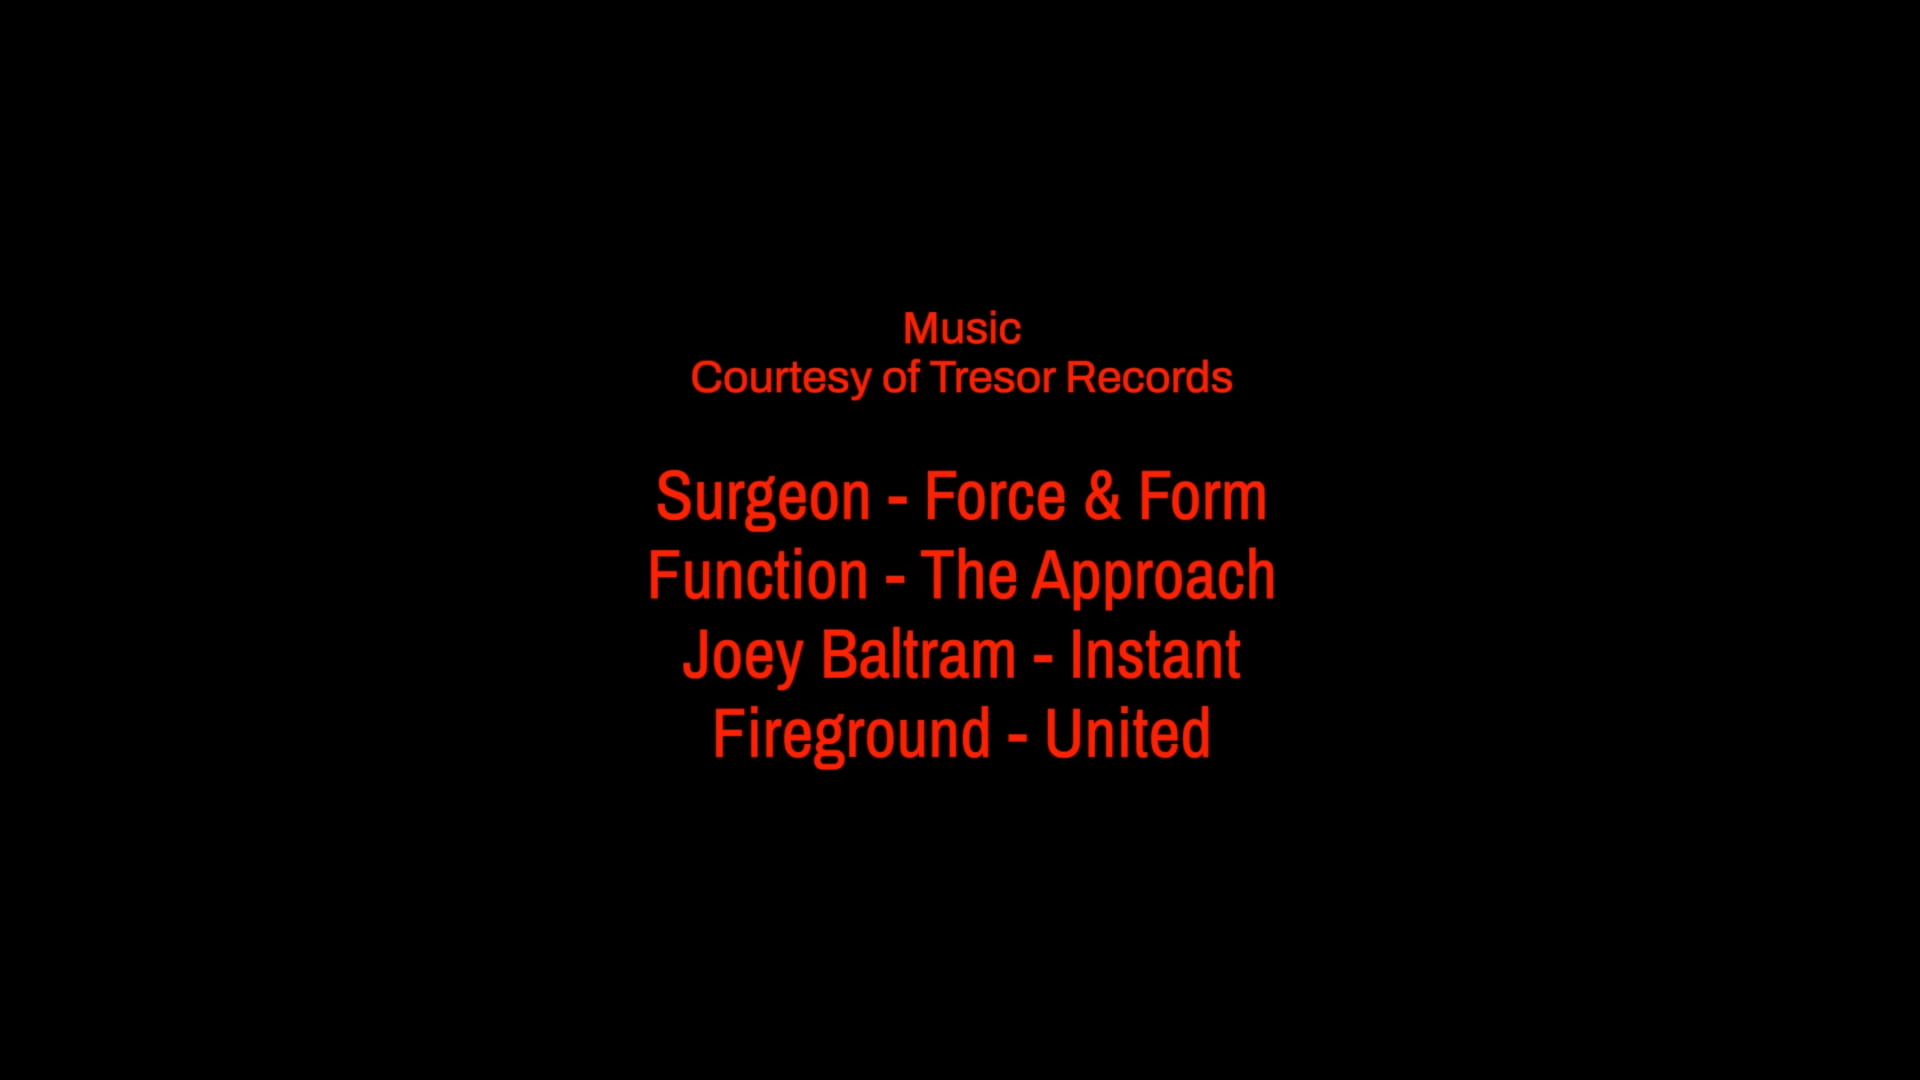 Music
Courtesy of Tresor Records
Surgeon - Force & Form
Function - The Approach
Joey Baltram - Instant
Fireground - United